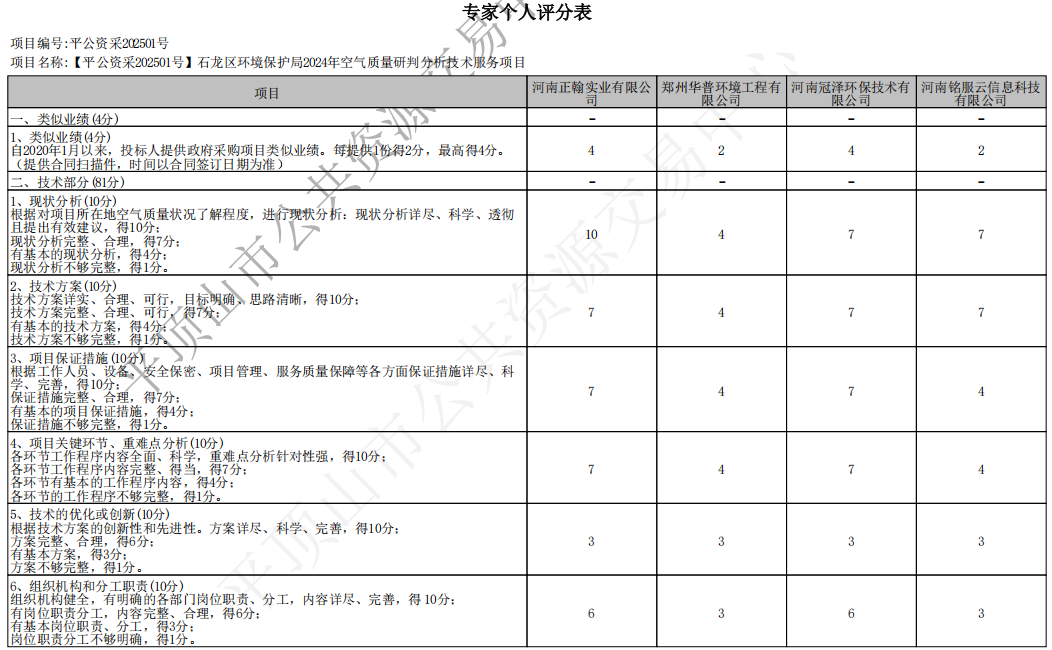 专家个人评分表
项目编号:平公资采202501号
项目名称:【平公资采202501号】石龙区环境保护局2024年空气质量研判分析技术服务项目
项目 河南正翰实业有限公司 郑州华普环境工程有限公司 河南冠泽环保技术有限公司 河南铭服云信息科技有限公司
一、类似业绩(4分) - - - -
1、类似业绩(4分)
自2020年1月以来，投标人提供政府采购项目类似业绩。每提供1份得2分，最高得4分。
（提供合同扫描件，时间以合同签订日期为准）
4 2 4 2
二、技术部分(81分) - - - -
1、现状分析(10分)
根据对项目所在地空气质量状况了解程度，进行现状分析：现状分析详尽、科学、透彻
且提出有效建议，得10分；
现状分析完整、合理，得7分；
有基本的现状分析，得4分；
现状分析不够完整，得1分。
10 4 7 7
2、技术方案(10分)
技术方案详实、合理、可行，目标明确、思路清晰，得10分；
技术方案完整、合理、可行，得7分；
有基本的技术方案，得4分；
技术方案不够完整，得1分。
7 4 7 7
3、项目保证措施(10分)
根据工作人员、设备、安全保密、项目管理、服务质量保障等各方面保证措施详尽、科
学、完善，得10分；
保证措施完整、合理，得7分；
有基本的项目保证措施，得4分；
保证措施不够完整，得1分。
7 4 7 4
4、项目关键环节、重难点分析(10分)
各环节工作程序内容全面、科学，重难点分析针对性强，得10分；
各环节工作程序内容完整、得当，得7分；
各环节有基本的工作程序内容，得4分；
各环节的工作程序不够完整，得1分。
7 4 7 4
5、技术的优化或创新(10分)
根据技术方案的创新性和先进性。方案详尽、科学、完善，得10分；
方案完整、合理，得6分；
有基本方案，得3分；
方案不够完整，得1分。
3 3 3 3
6、组织机构和分工职责(10分)
组织机构健全，有明确的各部门岗位职责、分工，内容详尽、完善，得 10分；
有岗位职责分工，内容完整、合理，得6分；
有基本岗位职责、分工，得3分；
岗位职责分工不够明确，得1分。
6 3 6 3
平顶山市公共资源交易中心
平顶山市公共资源交易中心